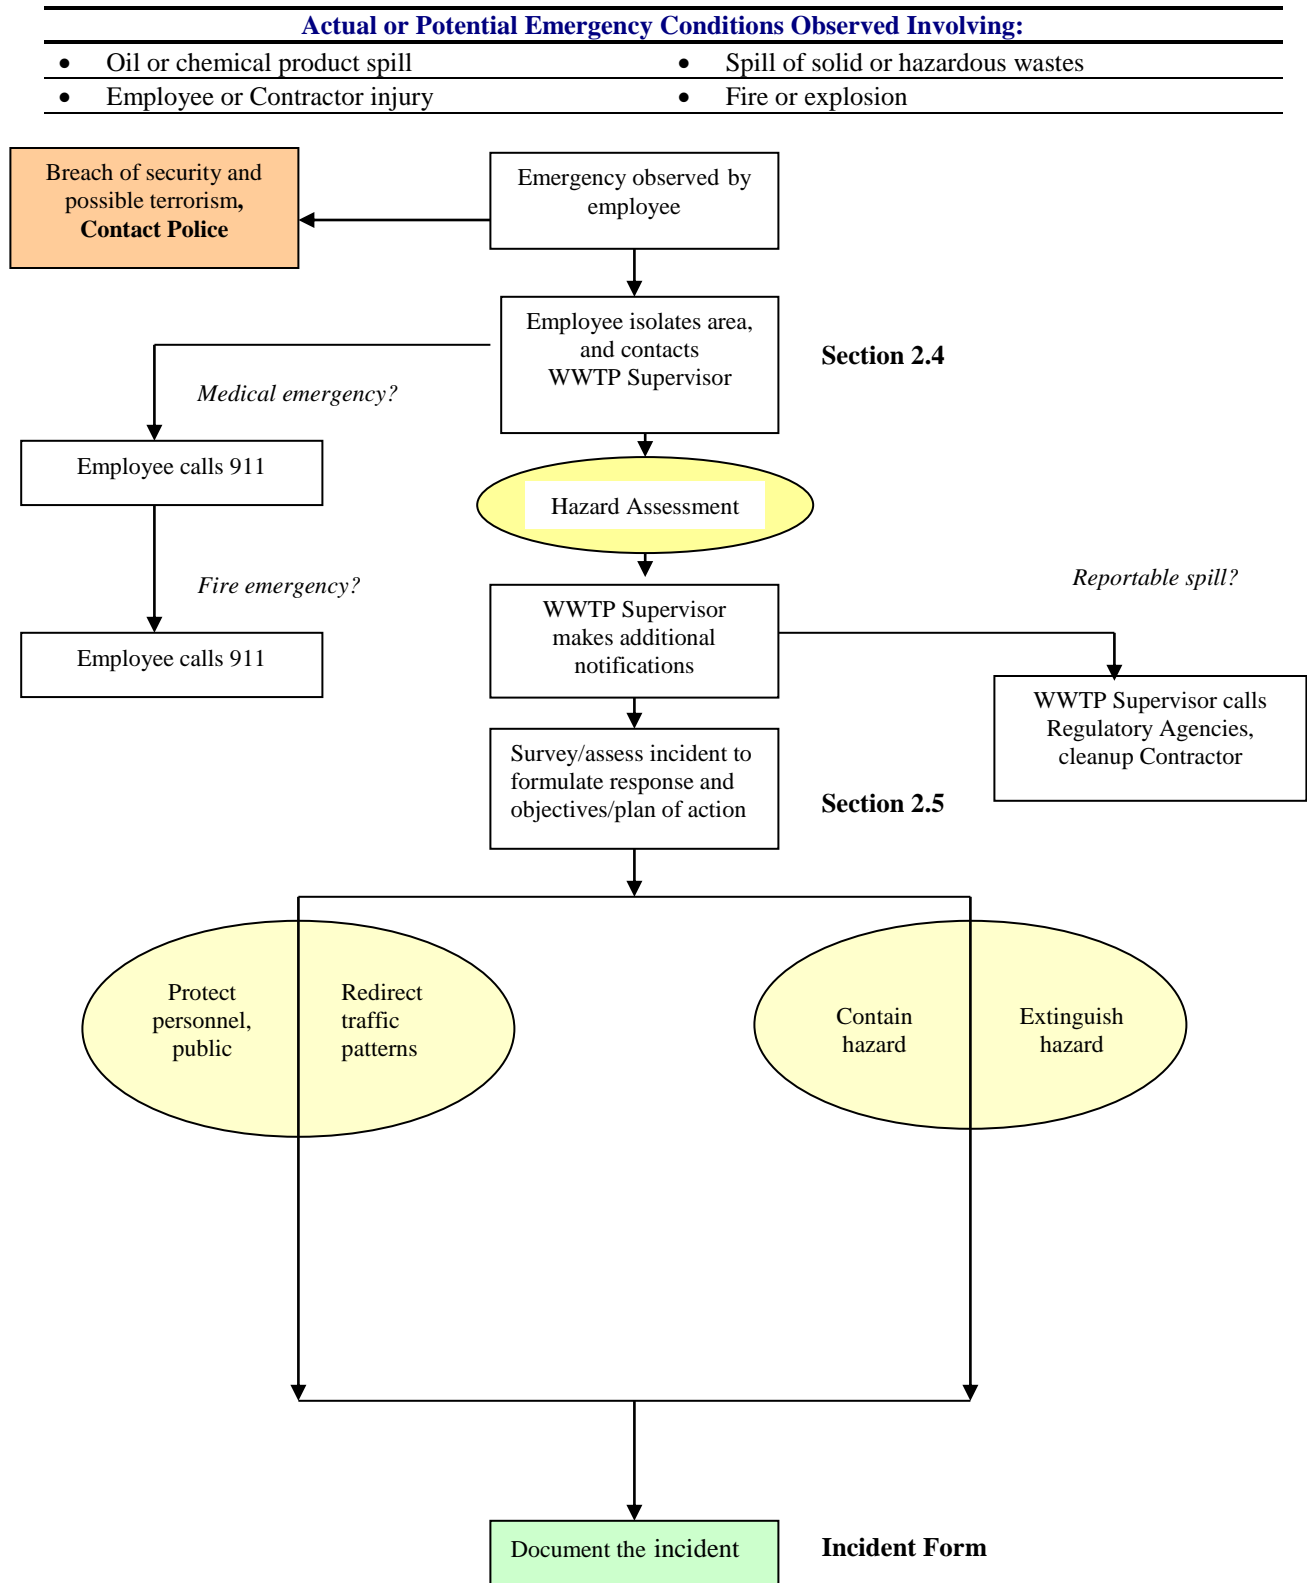 Actual or Potential Emergency Conditions Observed Involving:
• Oil or chemical product spill
• Spill of solid or hazardous wastes
• Employee or Contractor injury
• Fire or explosion
Breach of security and
possible terrorism,
Contact Police
Emergency observed by
employee
Employee isolates area,
and contacts
WWTP Supervisor
Section 2.4
Medical emergency?
Employee calls 911
Hazard Assessment
Fire emergency?
Employee calls 911
WWTP Supervisor
makes additional
notifications
Reportable spill?
WWTP Supervisor calls
Regulatory Agencies,
cleanup Contractor
Survey/assess incident to
formulate response and
objectives/plan of action
Section 2.5
Protect
personnel,
public
Redirect
traffic
patterns
Contain
hazard
Extinguish
hazard
Document the incident
Incident Form